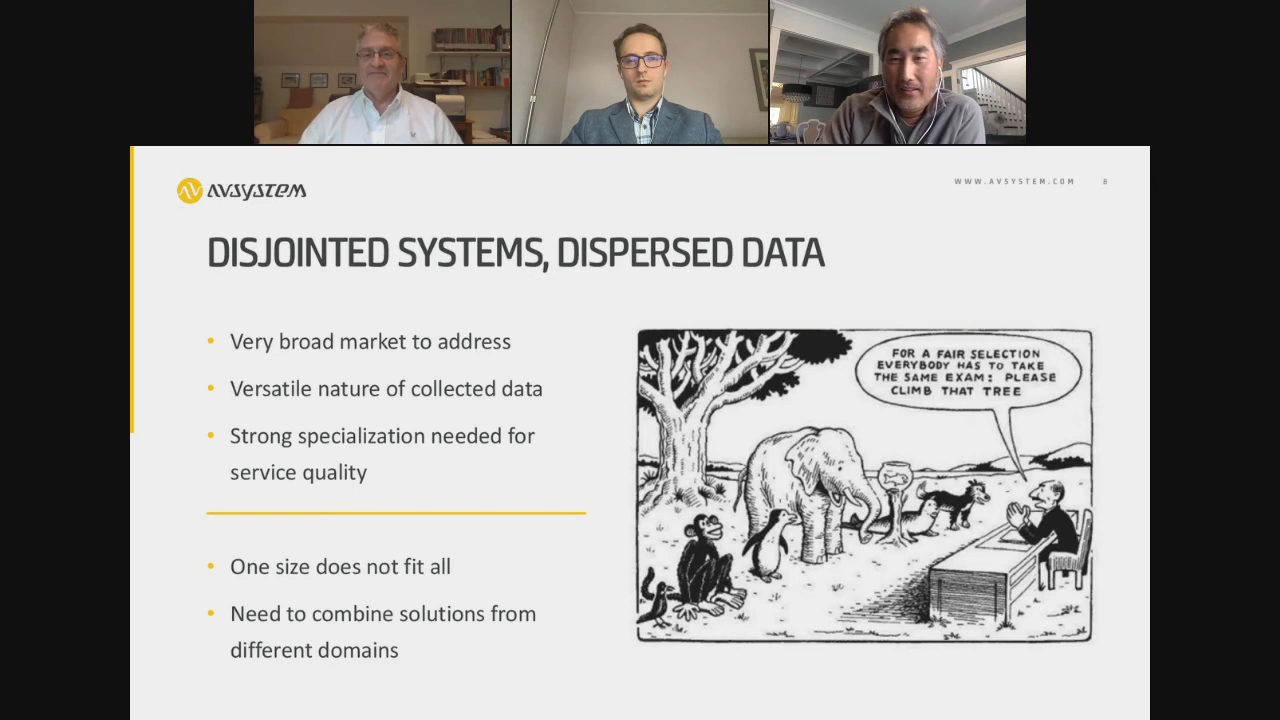 AVSYSTEM
WWW.AVSYSTEM.COM 8
DISJOINTED SYSTEMS, DISPERSED DATA
• Very broad market to address
• Versatile nature of collected data
• Strong specialization needed for
service quality
• One size does not fit all
• Need to combine solutions from
different domains
FOR A FAIR SELECTION
EVERYBODY HAS TO TAKE
THE SAME EXAM: PLEASE
CLIMB THAT TREE